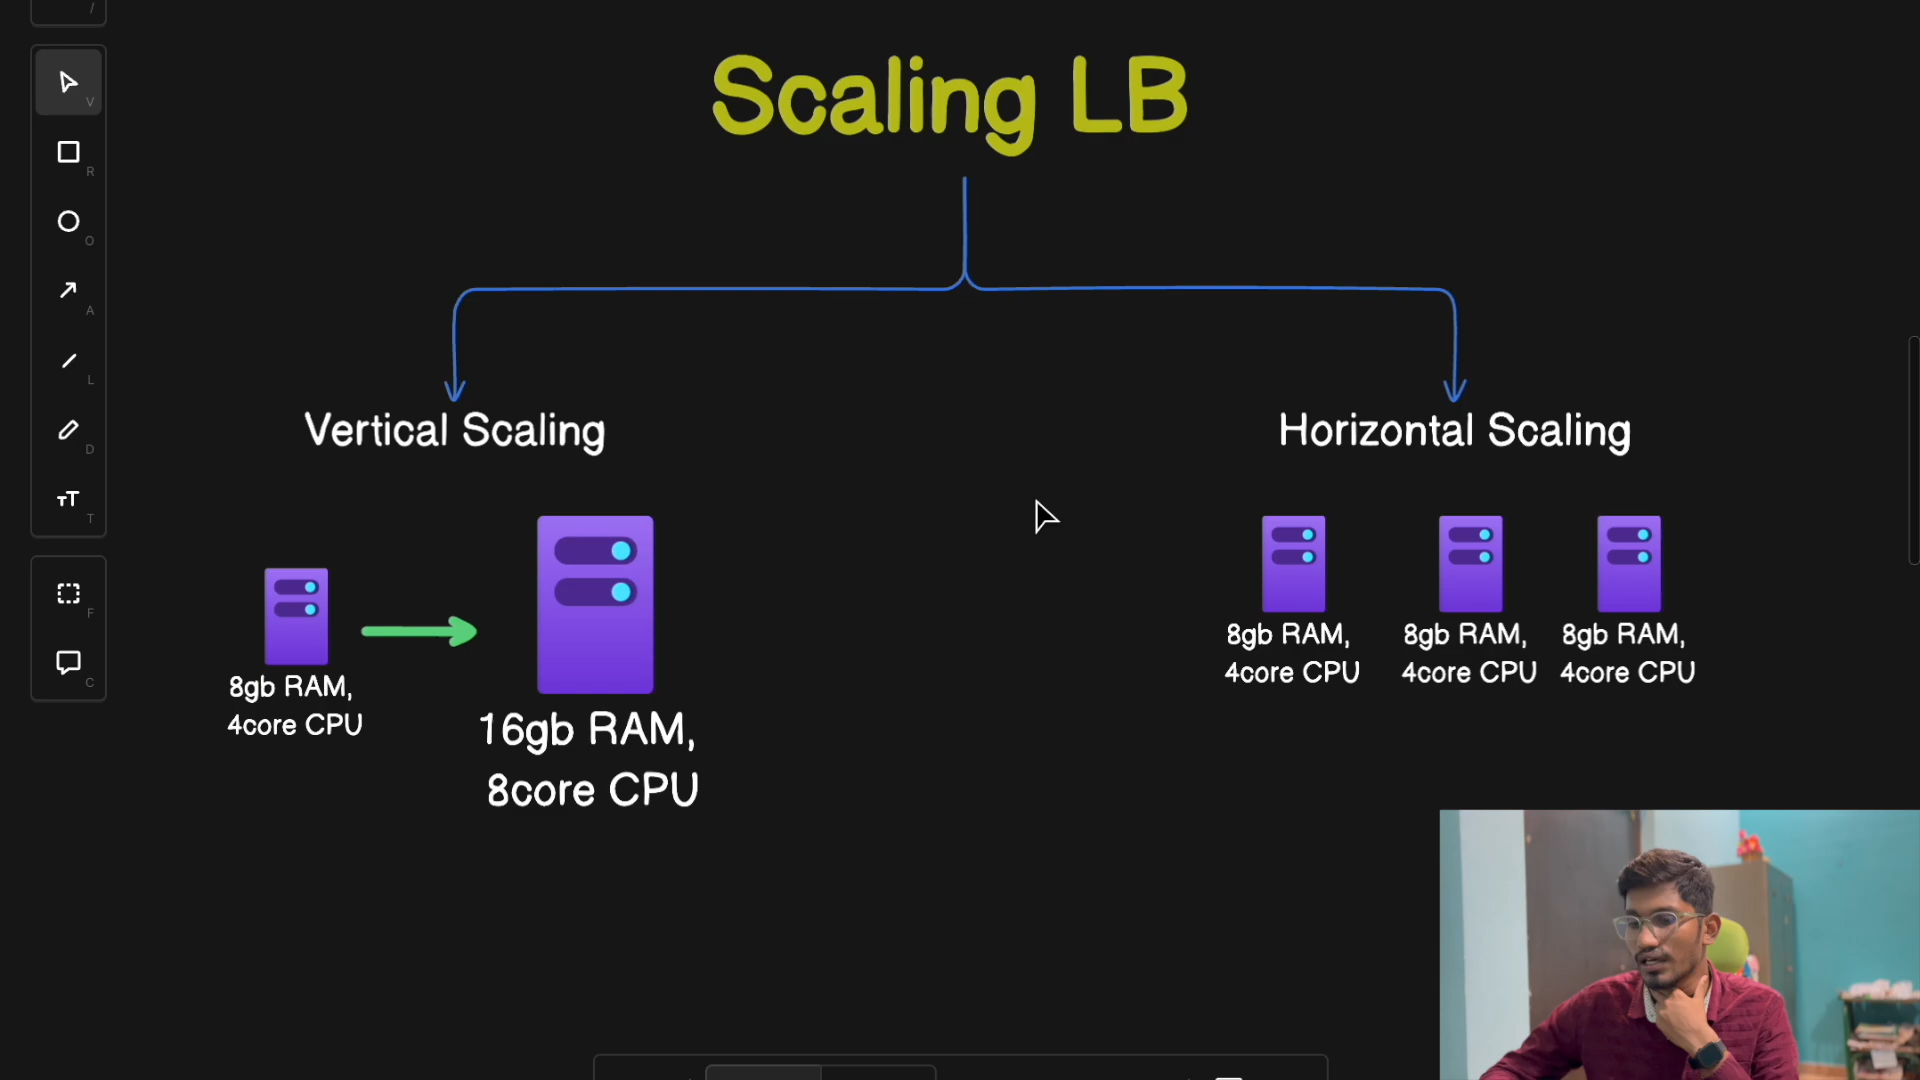 /
V
R
O
A
L
D
TT
T
F
C
Scaling LB
Vertical Scaling
Horizontal Scaling
8gb RAM,
4core CPU
16gb RAM,
8core CPU
8gb RAM,
4core CPU
8gb RAM,
4core CPU
8gb RAM,
4core CPU